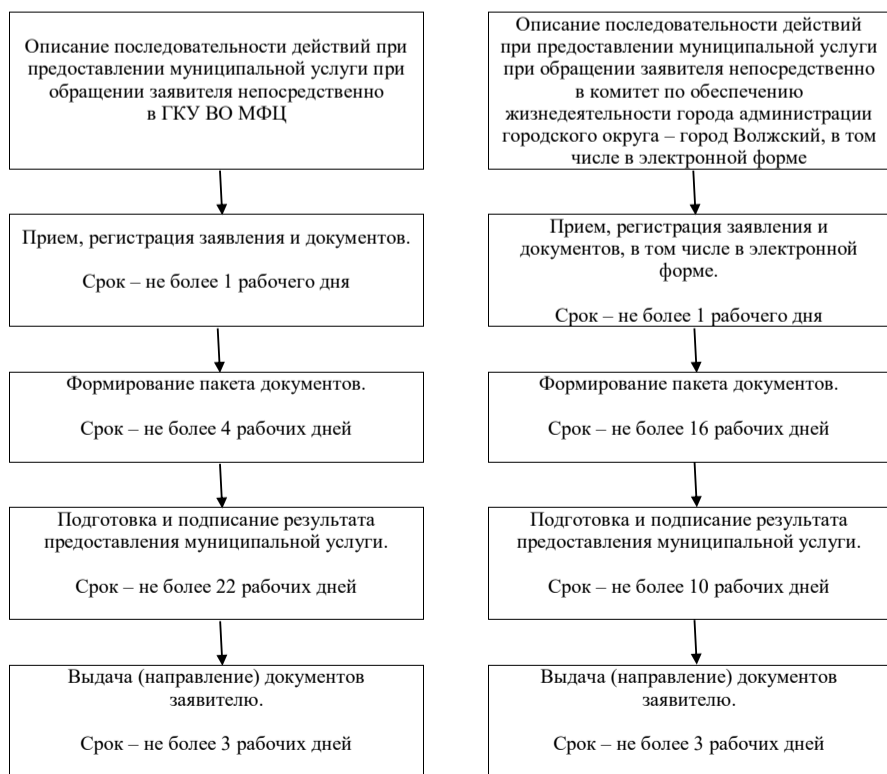 Описание последовательности действий при
предоставлении муниципальной услуги при
обращении заявителя непосредственно
в ГКУ ВО МФЦ
Прием, регистрация заявления и документов.
Срок – не более 1 рабочего дня
Формирование пакета документов.
Срок – не более 4 рабочих дней
Подготовка и подписание результата
предоставления муниципальной услуги.
Срок – не более 22 рабочих дней
Выдача (направление) документов
заявителю.
Срок – не более 3 рабочих дней
Описание последовательности действий
при предоставлении муниципальной услуги
при обращении заявителя непосредственно
в комитет по обеспечению
жизнедеятельности города администрации
городского округа – город Волжский, в том
числе в электронной форме
Прием, регистрация заявления и
документов, в том числе в электронной
форме.
Срок – не более 1 рабочего дня
Формирование пакета документов.
Срок – не более 16 рабочих дней
Подготовка и подписание результата
предоставления муниципальной услуги.
Срок – не более 10 рабочих дней
Выдача (направление) документов
заявителю.
Срок – не более 3 рабочих дней